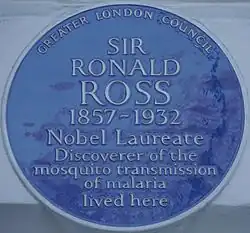 GREATER LONDON COUNCIL
SIR
RONALD
ROSS
1857~1932
Nobel Laureate
Discoverer of the
mosquito transmission
of malaria
lived here